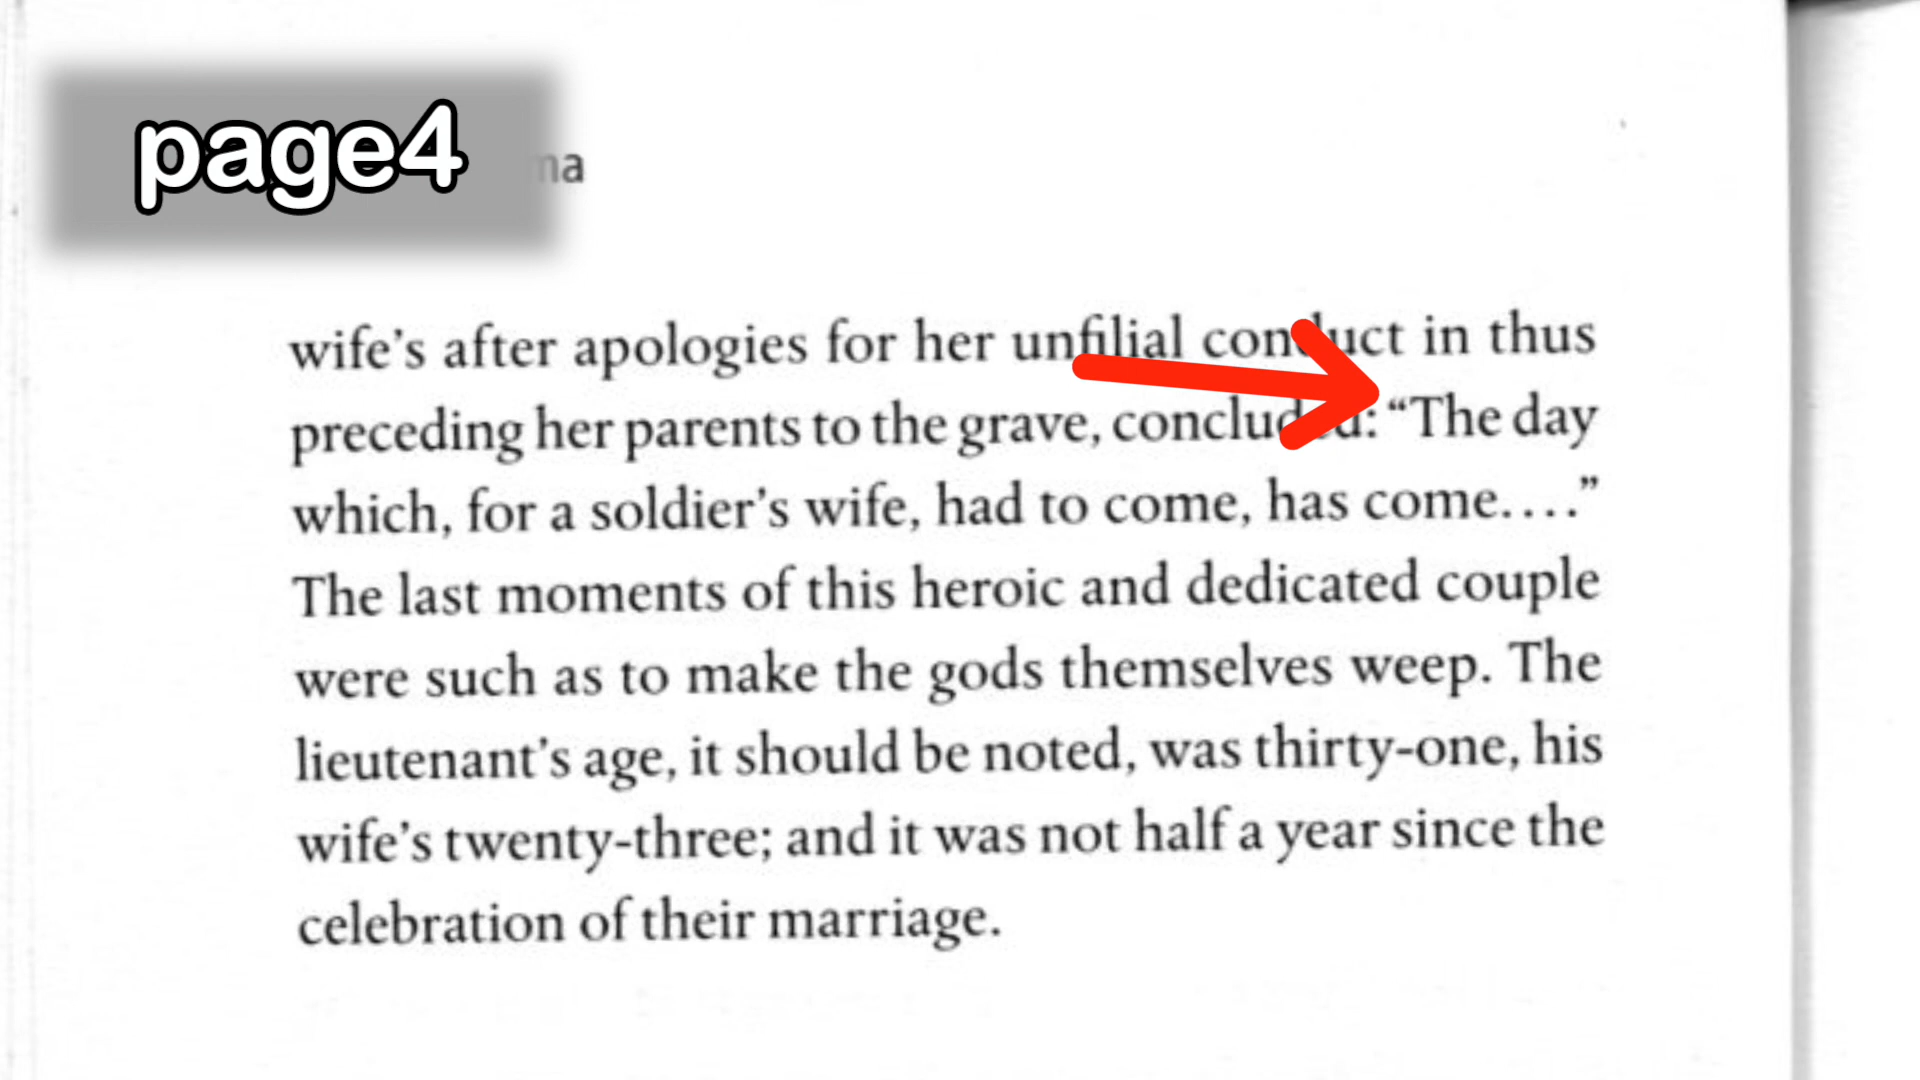 page4
wife's after apologies for her unfilial conduct in thus
preceding her parents to the grave, concluded: “The day
which, for a soldier's wife, had to come, has come....”
The last moments of this heroic and dedicated couple
were such as to make the gods themselves weep. The
lieutenant's age, it should be noted, was thirty-one, his
wife's twenty-three; and it was not half a year since the
celebration of their marriage.